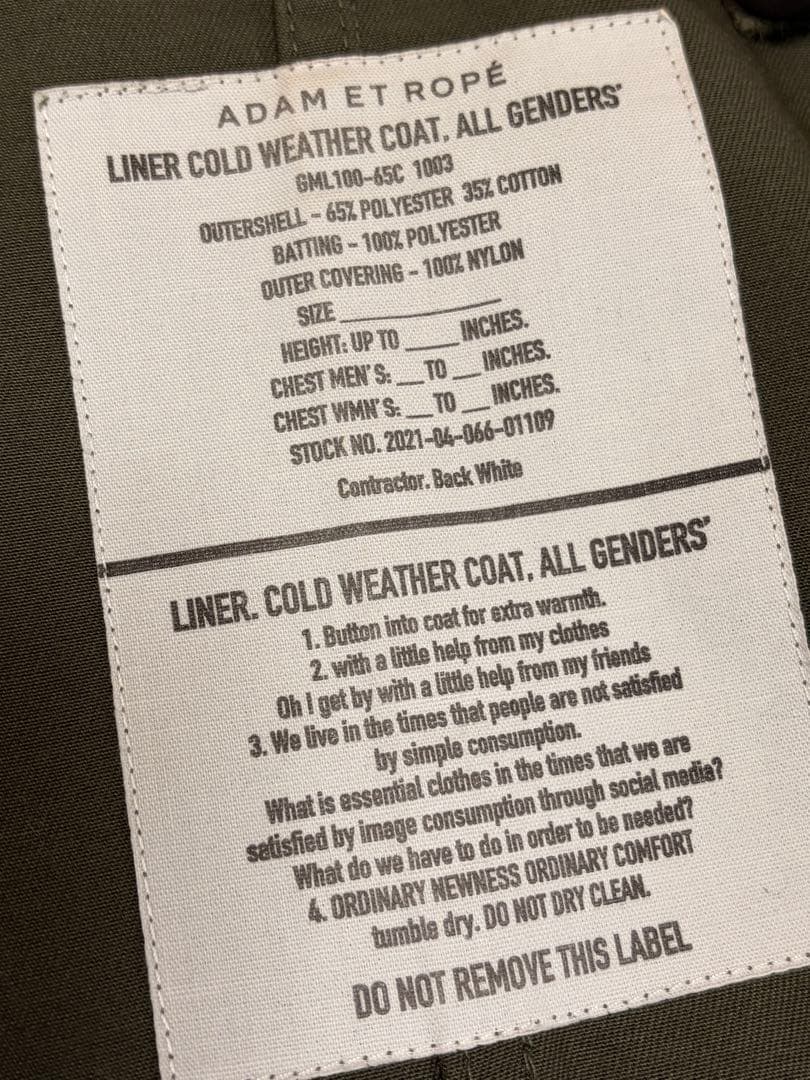 ADAM ET ROPÉ
LINER COLD WEATHER COAT. ALL GENDERS'
GML100-65C 1003
OUTERSHELL - 65% POLYESTER 35% COTTON
BATTING - 100% POLYESTER
OUTER COVERING - 100% NYLON
SIZE ____________
HEIGHT: UP TO ____ INCHES.
CHEST MEN'S: __ TO __ INCHES.
CHEST WMN'S: __ TO __ INCHES.
STOCK NO. 2021-04-066-01109
Contractor. Back White
LINER. COLD WEATHER COAT. ALL GENDERS'
1. Button into coat for extra warmth.
2. with a little help from my clothes
Oh I get by with a little help from my friends
3. We live in the times that people are not satisfied
by simple consumption.
What is essential clothes in the times that we are
satisfied by image consumption through social media?
What do we have to do in order to be needed?
4. ORDINARY NEWNESS ORDINARY COMFORT
tumble dry. DO NOT DRY CLEAN.
DO NOT REMOVE THIS LABEL